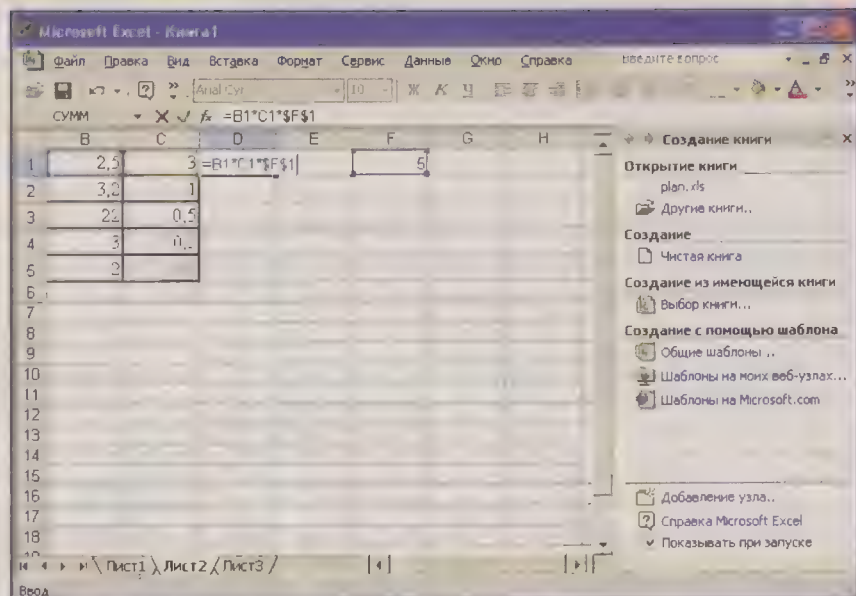 Microsoft Excel - Книга1
Файл Правка Вид Вставка Формат Сервис Данные Окно Справка Введите вопрос
Arial Cyr 10 Ж К Ч
СУММ fx =B1*C1*$F$1
B C D E F G H
1 2,5 3 =B1*C1*$F$1 5
2 3,2 1
3 22 0,5
4 3
5 2
6
7
8
9
10
11
12
13
14
15
16
17
18
Лист1 Лист2 Лист3
Ввод
Создание книги
Открытие книги
plan.xls
Другие книги...
Создание
Чистая книга
Создание из имеющейся книги
Выбор книги...
Создание с помощью шаблона
Общие шаблоны...
Шаблоны на моих веб-узлах...
Шаблоны на Microsoft.com
Добавление узла...
Справка Microsoft Excel
Показывать при запуске